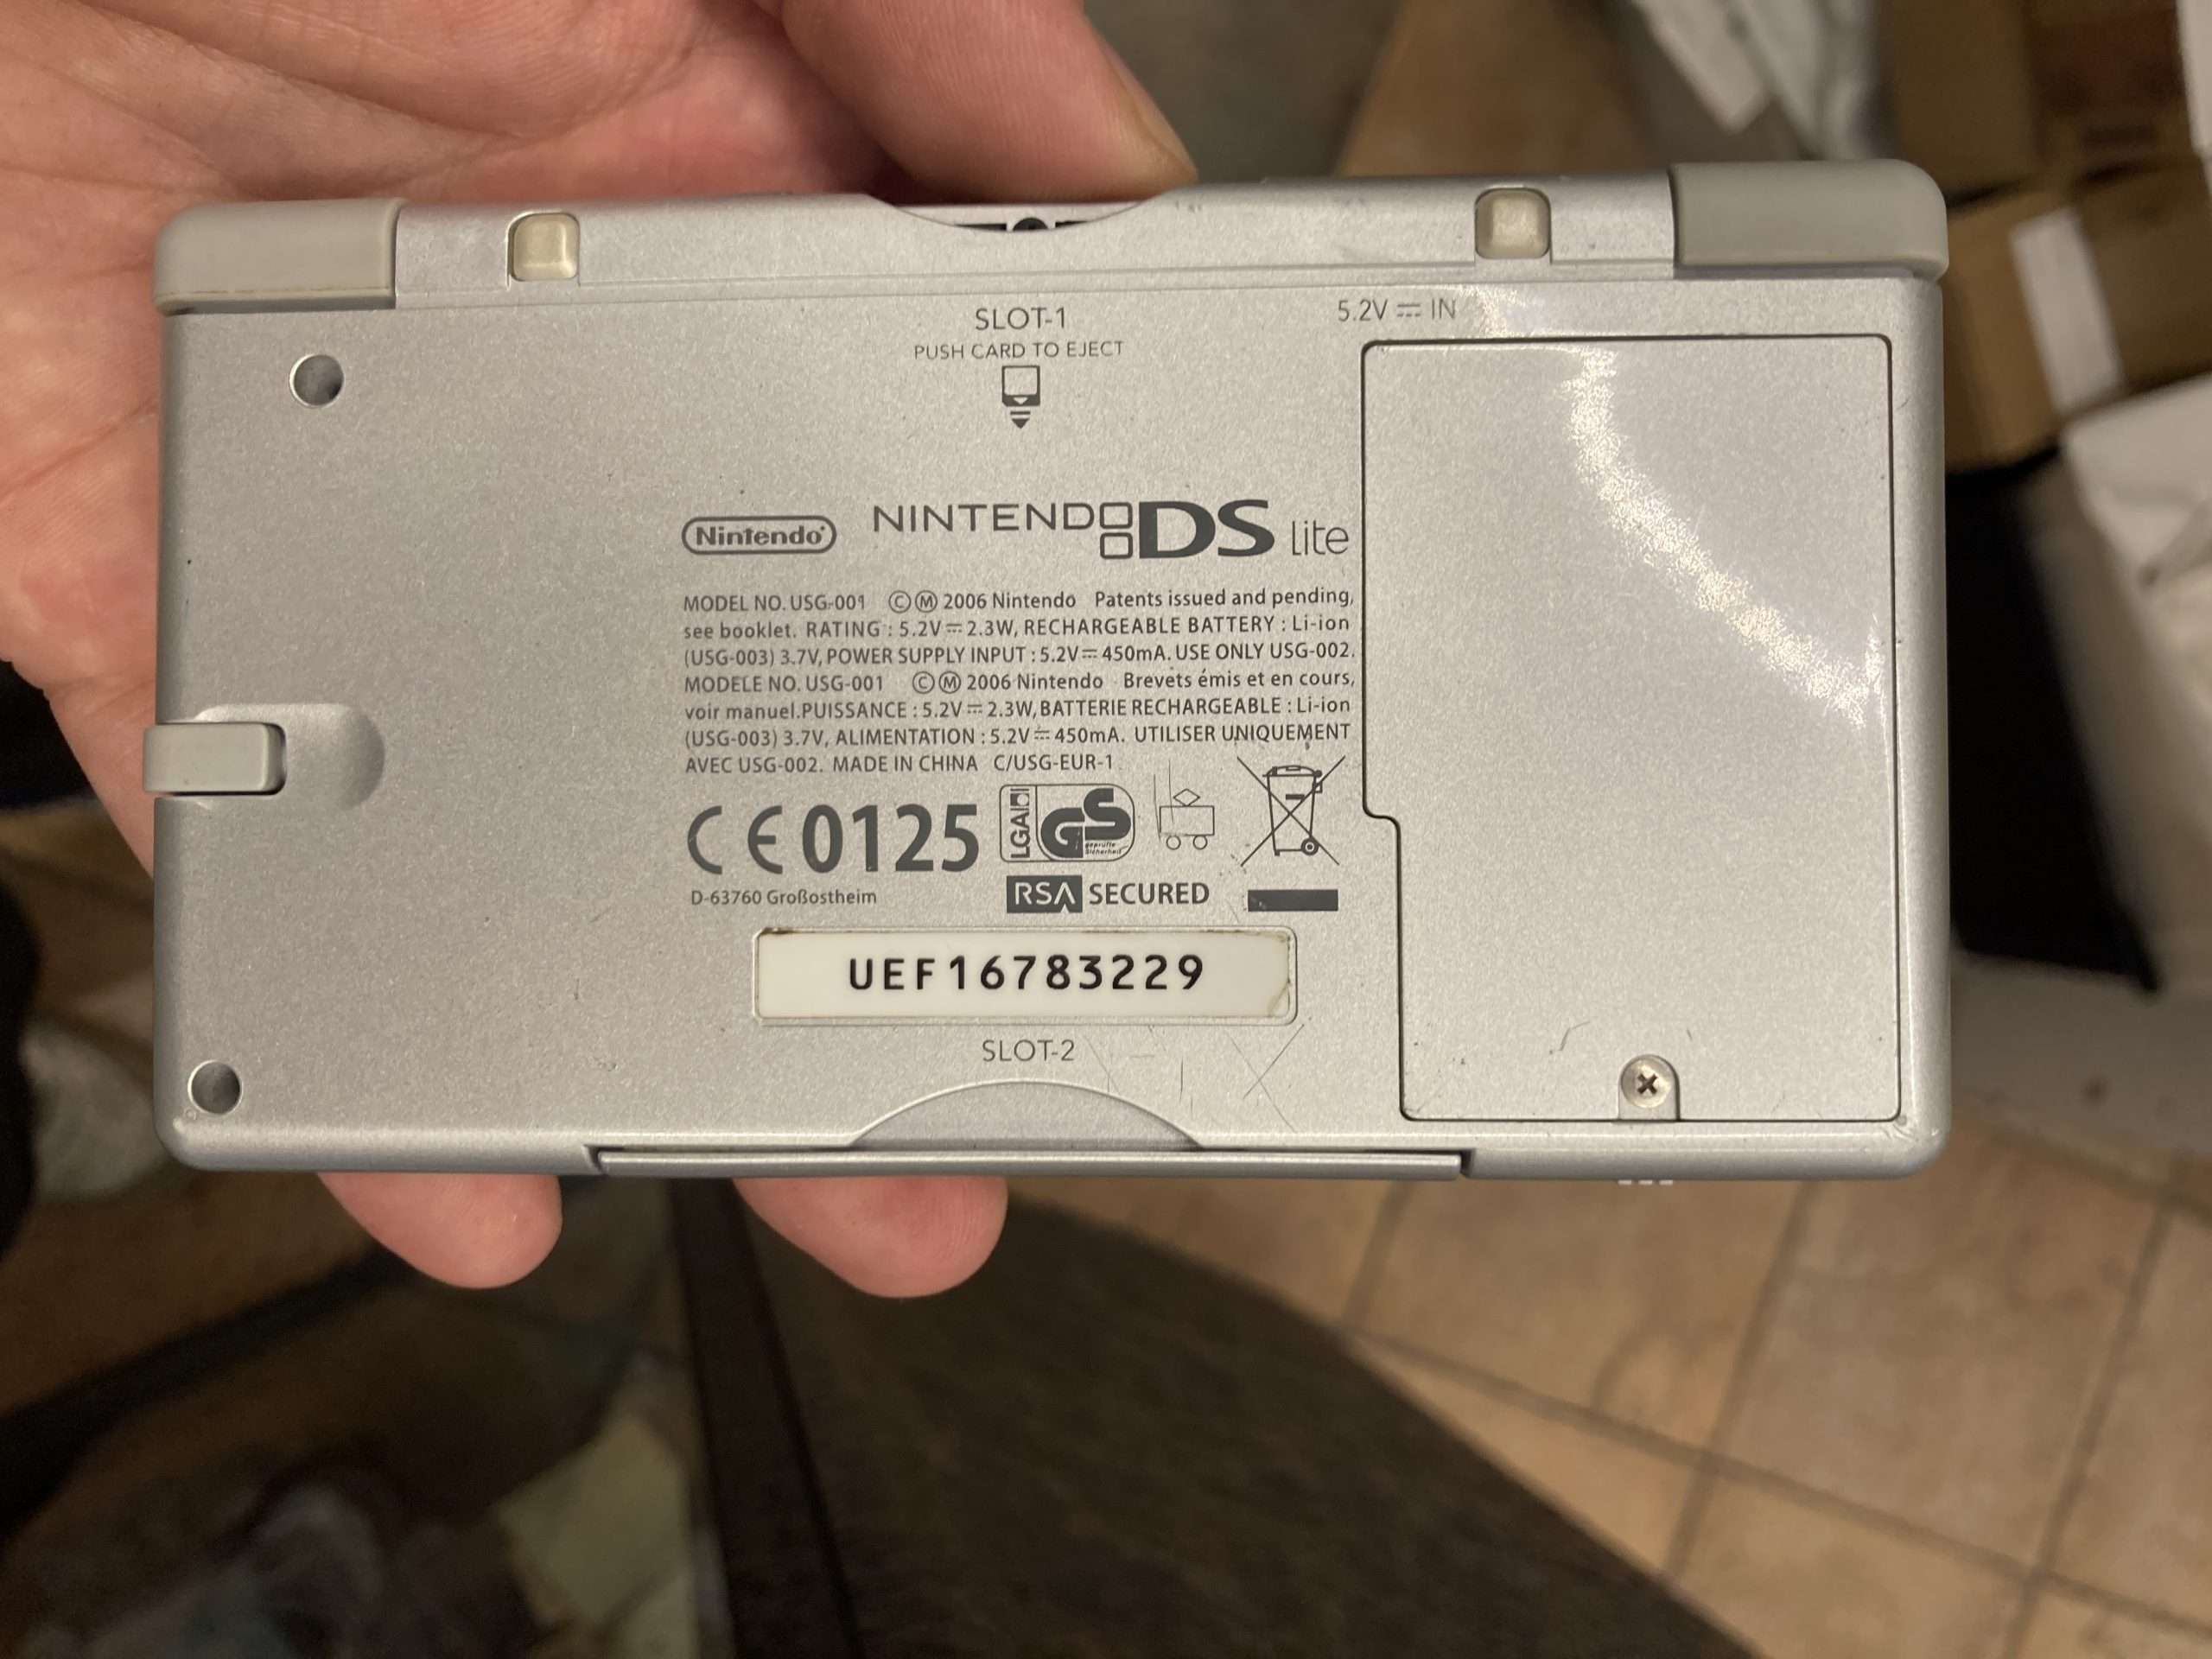 SLOT-1
5.2V ⎓ IN
PUSH CARD TO EJECT
Nintendo® NINTENDO DS Lite
MODEL NO. USG-001 ©Ⓜ 2006 Nintendo Patents issued and pending,
see booklet. RATING : 5.2V⎓2.3W, RECHARGEABLE BATTERY : Li-ion
(USG-003) 3.7V, POWER SUPPLY INPUT : 5.2V⎓450mA. USE ONLY USG-002.
MODELE NO. USG-001 ©Ⓜ 2006 Nintendo Brevets émis et en cours,
voir manuel.PUISSANCE : 5.2V⎓2.3W, BATTERIE RECHARGEABLE : Li-ion
(USG-003) 3.7V, ALIMENTATION : 5.2V⎓450mA. UTILISER UNIQUEMENT
AVEC USG-002. MADE IN CHINA C/USG-EUR-1
CE 0125 LGA GS geprüfte Sicherheit
D-63760 Großostheim
RSA SECURED
UEF16783229
SLOT-2